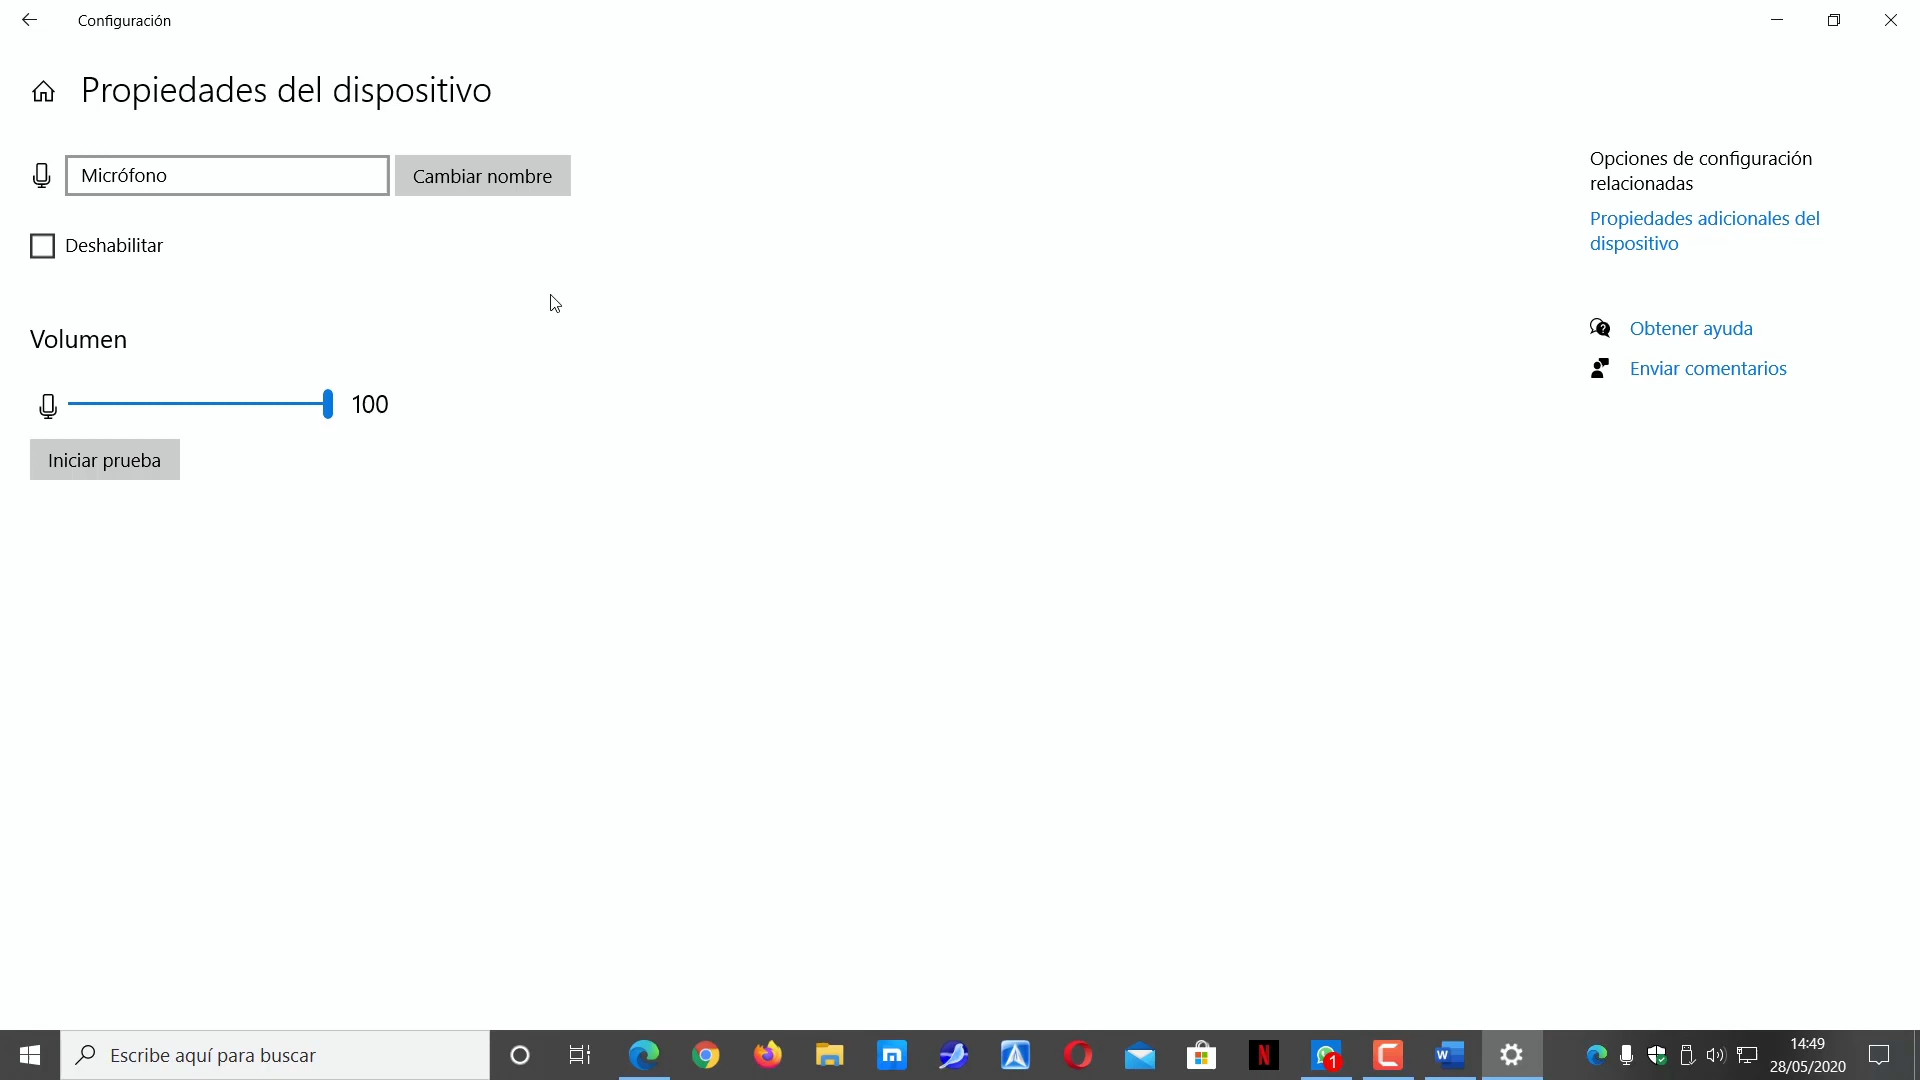 Configuración
Propiedades del dispositivo
Micrófono
Cambiar nombre
Deshabilitar
Volumen
100
Iniciar prueba
Opciones de configuración
relacionadas
Propiedades adicionales del
dispositivo
Obtener ayuda
Enviar comentarios
Escribe aquí para buscar
1
14:49
28/05/2020